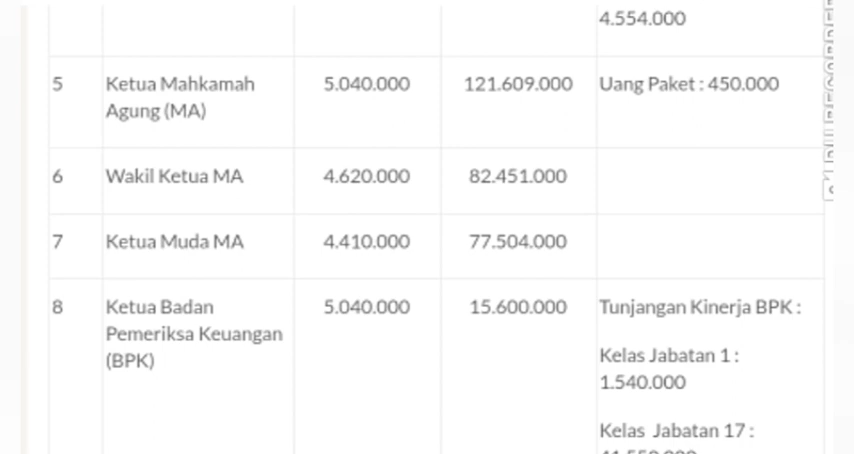 4.554.000
5 Ketua Mahkamah 5.040.000 121.609.000 Uang Paket : 450.000
Agung (MA)
6 Wakil Ketua MA 4.620.000 82.451.000
7 Ketua Muda MA 4.410.000 77.504.000
8 Ketua Badan 5.040.000 15.600.000 Tunjangan Kinerja BPK :
Pemeriksa Keuangan
(BPK)
Kelas Jabatan 1 :
1.540.000
Kelas Jabatan 17 :